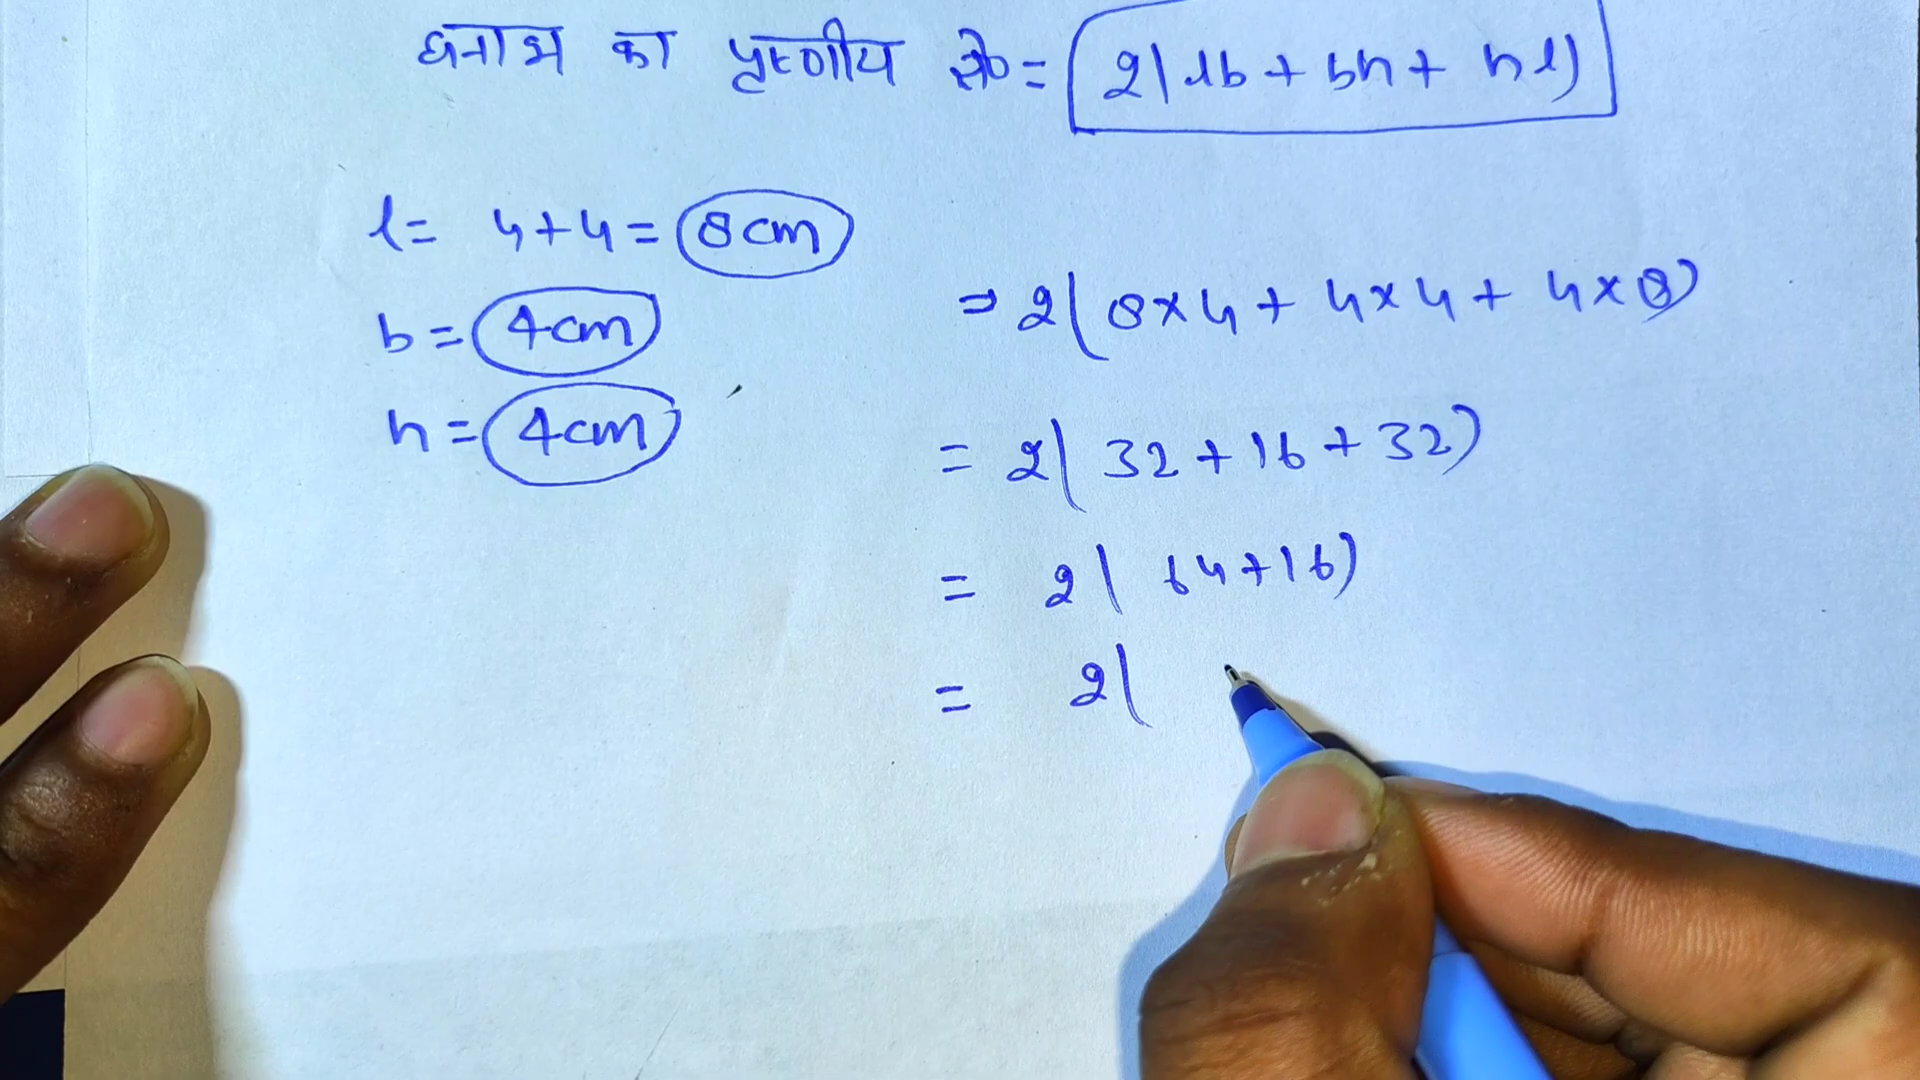 घनाभ का पृष्ठीय क्षे० = 2(lb + bh + hl)
l = 4+4 = 8cm
b = 4cm
h = 4cm
⇒ 2(8×4 + 4×4 + 4×8)
= 2(32+16+32)
= 2(64+16)
= 2(